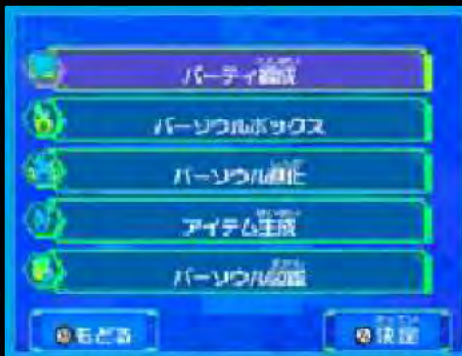 パーティ編成
パーソウルボックス
パーソウル進化
アイテム生成
パーソウル図鑑
もどる
決定